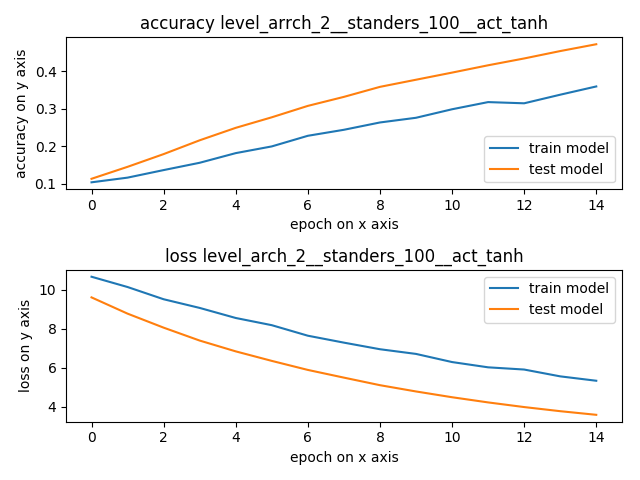 accuracy level_arrch_2__standers_100__act_tanh
accuracy on y axis
0.4
0.3
0.2
0.1
train model
test model
0 2 4 6 8 10 12 14
epoch on x axis
loss level_arch_2__standers_100__act_tanh
loss on y axis
10
8
6
4
train model
test model
0 2 4 6 8 10 12 14
epoch on x axis